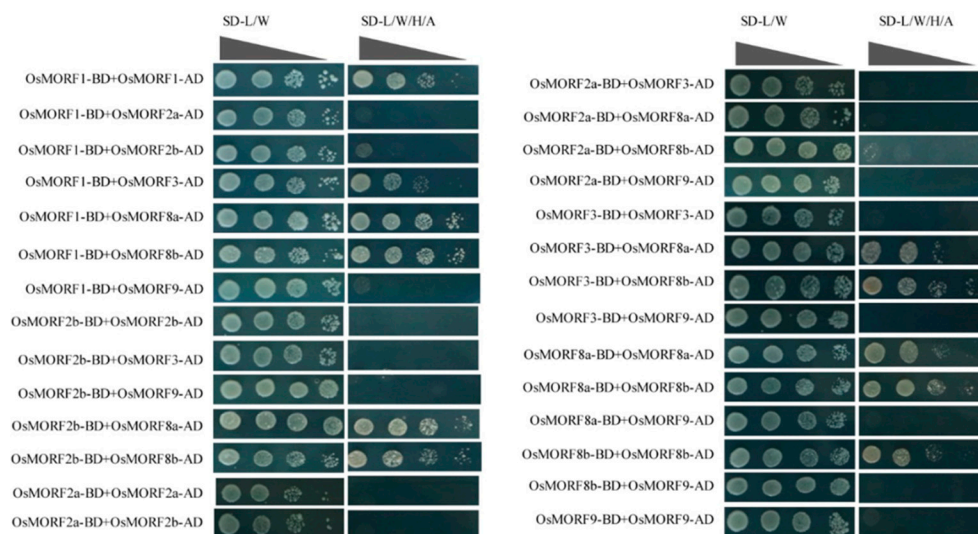 SD-L/W SD-L/W/H/A
OsMORF1-BD+OsMORF1-AD
OsMORF1-BD+OsMORF2a-AD
OsMORF1-BD+OsMORF2b-AD
OsMORF1-BD+OsMORF3-AD
OsMORF1-BD+OsMORF8a-AD
OsMORF1-BD+OsMORF8b-AD
OsMORF1-BD+OsMORF9-AD
OsMORF2b-BD+OsMORF2b-AD
OsMORF2b-BD+OsMORF3-AD
OsMORF2b-BD+OsMORF9-AD
OsMORF2b-BD+OsMORF8a-AD
OsMORF2b-BD+OsMORF8b-AD
OsMORF2a-BD+OsMORF2a-AD
OsMORF2a-BD+OsMORF2b-AD
SD-L/W SD-L/W/H/A
OsMORF2a-BD+OsMORF3-AD
OsMORF2a-BD+OsMORF8a-AD
OsMORF2a-BD+OsMORF8b-AD
OsMORF2a-BD+OsMORF9-AD
OsMORF3-BD+OsMORF3-AD
OsMORF3-BD+OsMORF8a-AD
OsMORF3-BD+OsMORF8b-AD
OsMORF3-BD+OsMORF9-AD
OsMORF8a-BD+OsMORF8a-AD
OsMORF8a-BD+OsMORF8b-AD
OsMORF8a-BD+OsMORF9-AD
OsMORF8b-BD+OsMORF8b-AD
OsMORF8b-BD+OsMORF9-AD
OsMORF9-BD+OsMORF9-AD